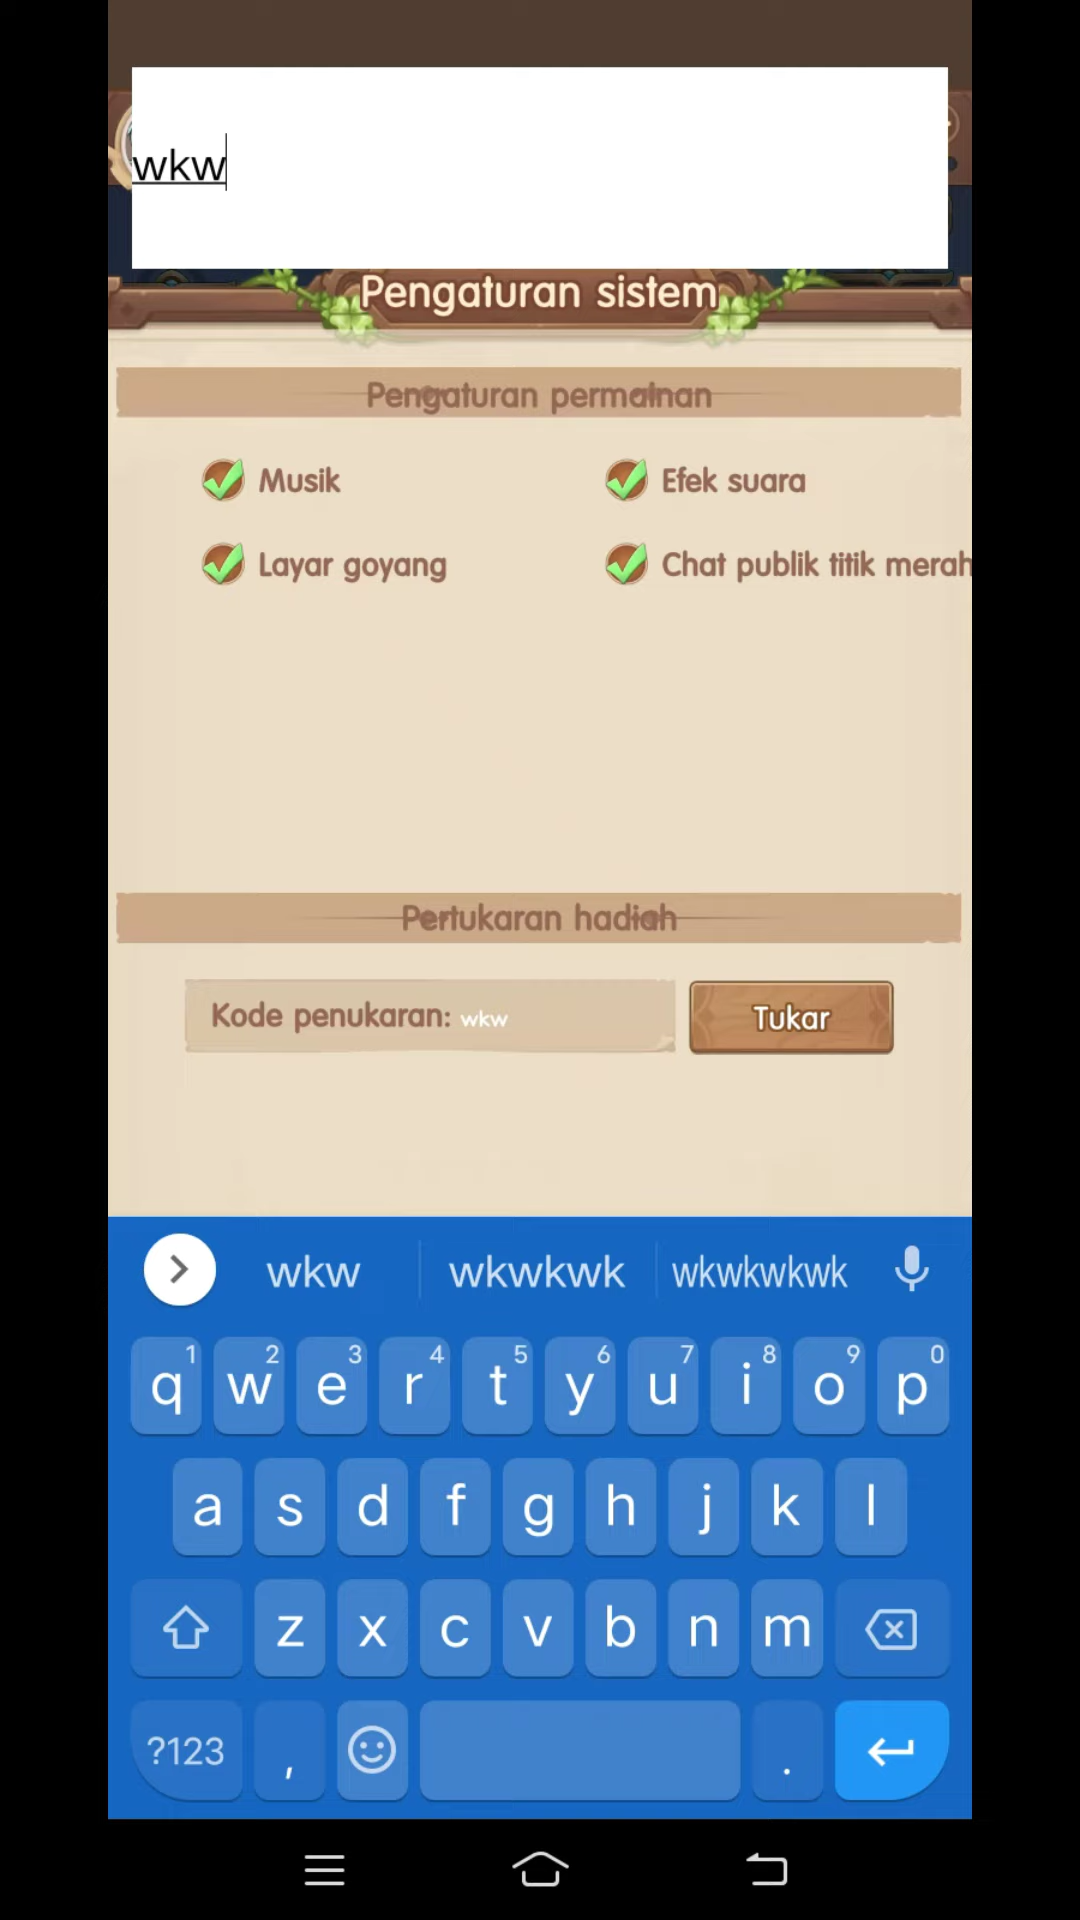 wkw
Pengaturan sistem
Pengaturan permainan
Musik
Efek suara
Layar goyang
Chat publik titik merah
Pertukaran hadiah
Kode penukaran: wkw
Tukar
wkw wkwkwk wkwkwkwk
1 2 3 4 5 6 7 8 9 0
q w e r t y u i o p
a s d f g h j k l
z x c v b n m
?123 , .